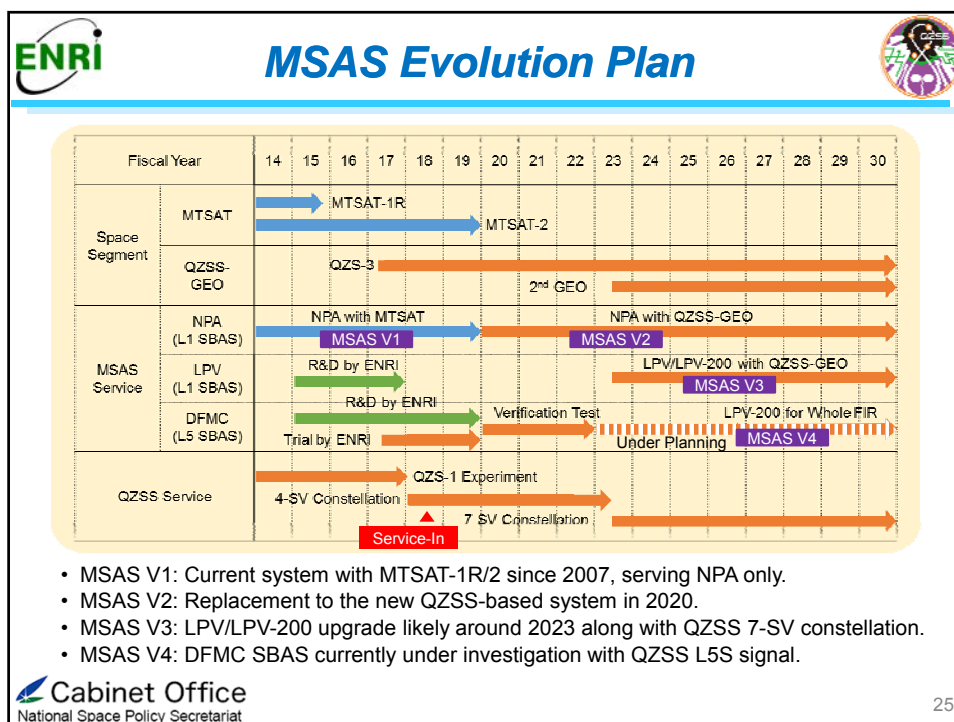 ENRI
MSAS Evolution Plan
QZSS
Fiscal Year 14 15 16 17 18 19 20 21 22 23 24 25 26 27 28 29 30
Space Segment
MTSAT
MTSAT-1R
MTSAT-2
QZSS-GEO
QZS-3
2nd GEO
MSAS Service
NPA (L1 SBAS)
NPA with MTSAT
MSAS V1
NPA with QZSS-GEO
MSAS V2
LPV (L1 SBAS)
R&D by ENRI
LPV/LPV-200 with QZSS-GEO
MSAS V3
DFMC (L5 SBAS)
R&D by ENRI
Trial by ENRI
Verification Test
LPV-200 for Whole FIR
Under Planning
MSAS V4
QZSS Service
QZS-1 Experiment
4-SV Constellation
7 SV Constellation
Service-In
• MSAS V1: Current system with MTSAT-1R/2 since 2007, serving NPA only.
• MSAS V2: Replacement to the new QZSS-based system in 2020.
• MSAS V3: LPV/LPV-200 upgrade likely around 2023 along with QZSS 7-SV constellation.
• MSAS V4: DFMC SBAS currently under investigation with QZSS L5S signal.
Cabinet Office
National Space Policy Secretariat
25